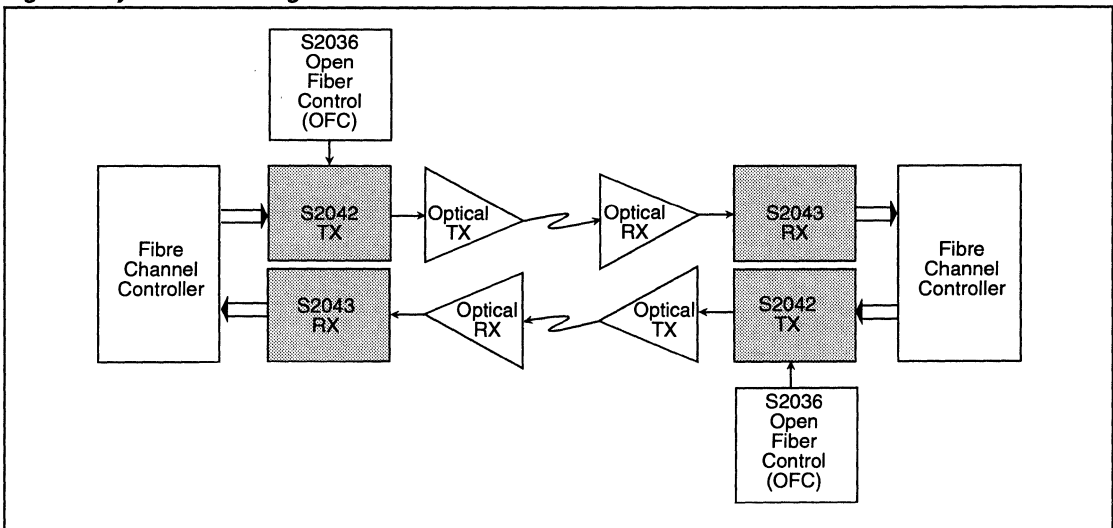 S2036
Open
Fiber
Control
(OFC)
Fibre
Channel
Controller
S2042
TX
Optical
TX
Optical
RX
S2043
RX
Fibre
Channel
Controller
S2043
RX
Optical
RX
Optical
TX
S2042
TX
S2036
Open
Fiber
Control
(OFC)